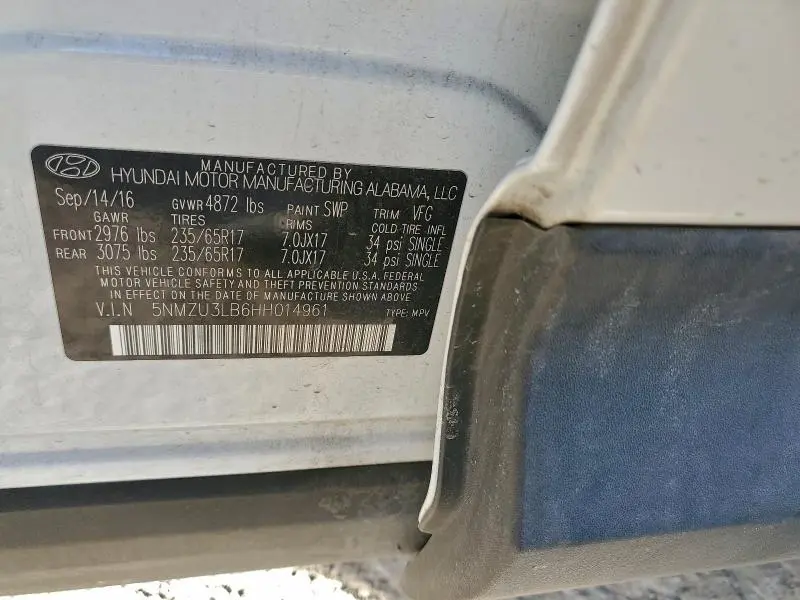 MANUFACTURED BY
HYUNDAI MOTOR MANUFACTURING ALABAMA, LLC
Sep/14/16 GVWR 4872 lbs PAINT SWP TRIM VFC
GAWR TIRES RIMS COLD TIRE INFL
FRONT 2976 lbs 235/65R17 7.0JX17 34 psi SINGLE
REAR 3075 lbs 235/65R17 7.0JX17 34 psi SINGLE
THIS VEHICLE CONFORMS TO ALL APPLICABLE U.S.A. FEDERAL
MOTOR VEHICLE SAFETY AND THEFT PREVENTION STANDARDS
IN EFFECT ON THE DATE OF MANUFACTURE SHOWN ABOVE
V.I.N 5NMZU3LB6HH014961 TYPE: MPV